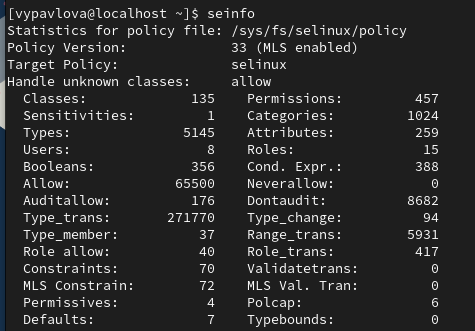 [vypavlova@localhost ~]$ seinfo
Statistics for policy file: /sys/fs/selinux/policy
Policy Version: 33 (MLS enabled)
Target Policy: selinux
Handle unknown classes: allow
Classes: 135 Permissions: 457
Sensitivities: 1 Categories: 1024
Types: 5145 Attributes: 259
Users: 8 Roles: 15
Booleans: 356 Cond. Expr.: 388
Allow: 65500 Neverallow: 0
Auditallow: 176 Dontaudit: 8682
Type_trans: 271770 Type_change: 94
Type_member: 37 Range_trans: 5931
Role allow: 40 Role_trans: 417
Constraints: 70 Validatetrans: 0
MLS Constrain: 72 MLS Val. Tran: 0
Permissives: 4 Polcap: 6
Defaults: 7 Typebounds: 0